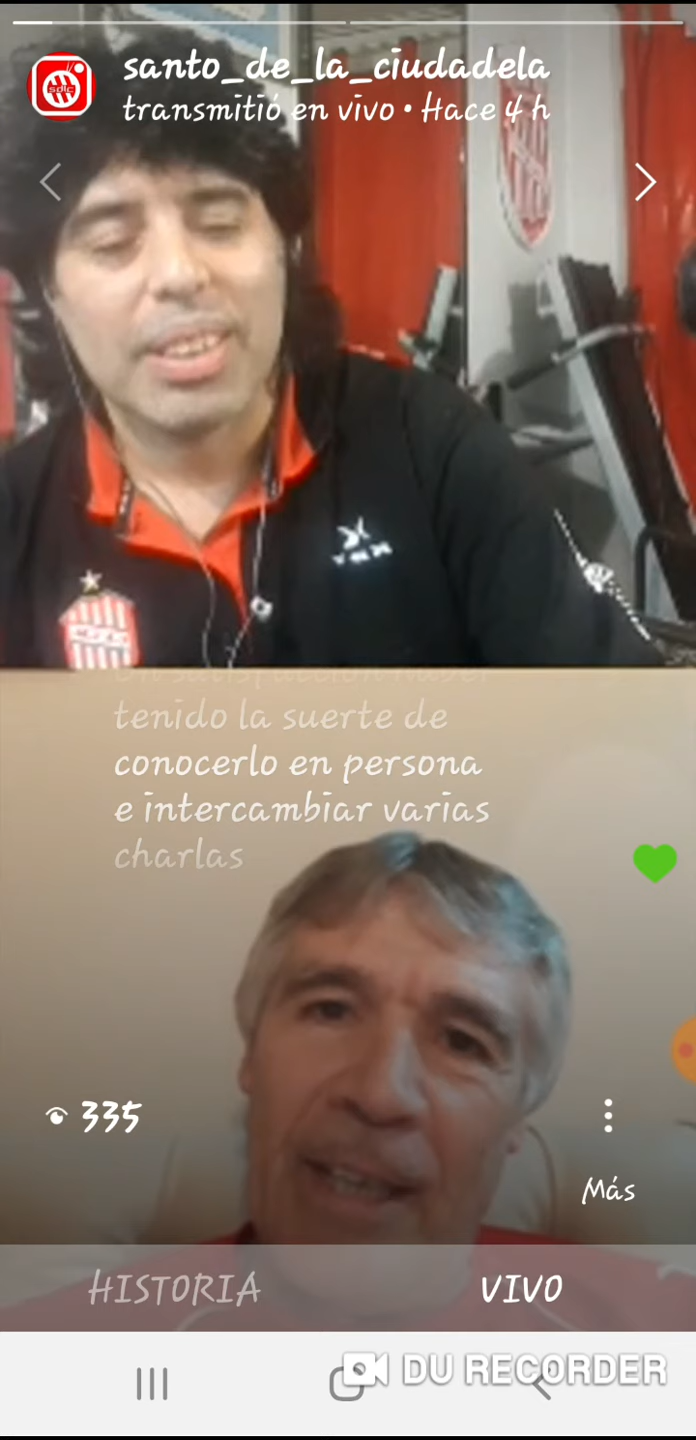 santo_de_la_ciudadela
transmitió en vivo • Hace 4 h
sdlc
tenido la suerte de
conocerlo en persona
e intercambiar varias
charlas
335
Más
HISTORIA
VIVO
DU RECORDER